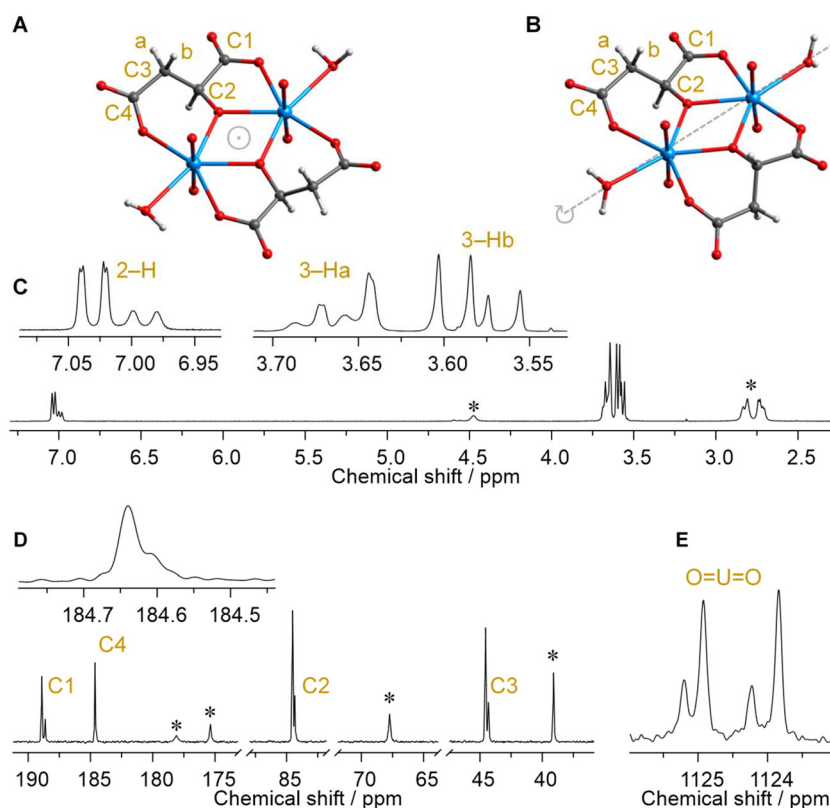 A
a
b
C1
C3
C2
C4
B
a
b
C1
C3
C2
C4
C
2–H
3–Ha
3–Hb
7.05 7.00 6.95
3.70 3.65 3.60 3.55
*
*
7.0 6.5 6.0 5.5 5.0 4.5 4.0 3.5 3.0 2.5
Chemical shift / ppm
D
184.7 184.6 184.5
C1
C4
*
*
C2
*
C3
*
190 185 180 175 85 70 65 45 40
Chemical shift / ppm
E
O=U=O
1125 1124
Chemical shift / ppm